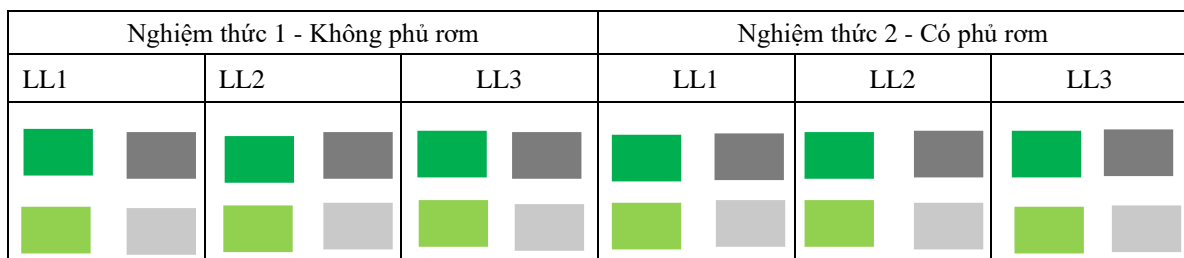 Nghiệm thức 1 - Không phủ rơm
Nghiệm thức 2 - Có phủ rơm
LL1
LL2
LL3
LL1
LL2
LL3